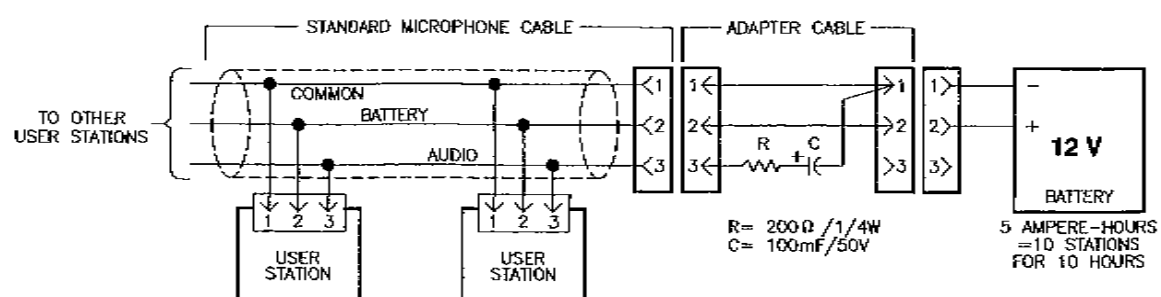 STANDARD MICROPHONE CABLE
ADAPTER CABLE
COMMON
BATTERY
AUDIO
TO OTHER
USER STATIONS
1
2
3
1
2
3
R
+
C
1
2
3
1
2
3
-
+
12 V
BATTERY
1 2 3
USER
STATION
1 2 3
USER
STATION
R= 200Ω /1/4W
C= 100mF/50V
5 AMPERE-HOURS
=10 STATIONS
FOR 10 HOURS